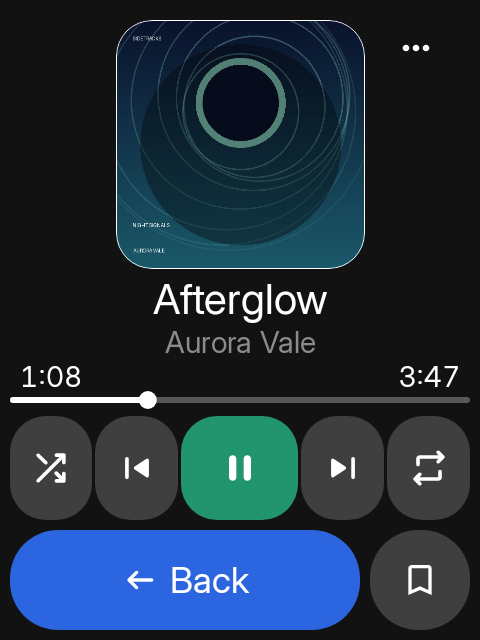 SIDETRACKS
NIGHT SIGNALS
AURORA VALE
Afterglow
Aurora Vale
1:08 3:47
Back